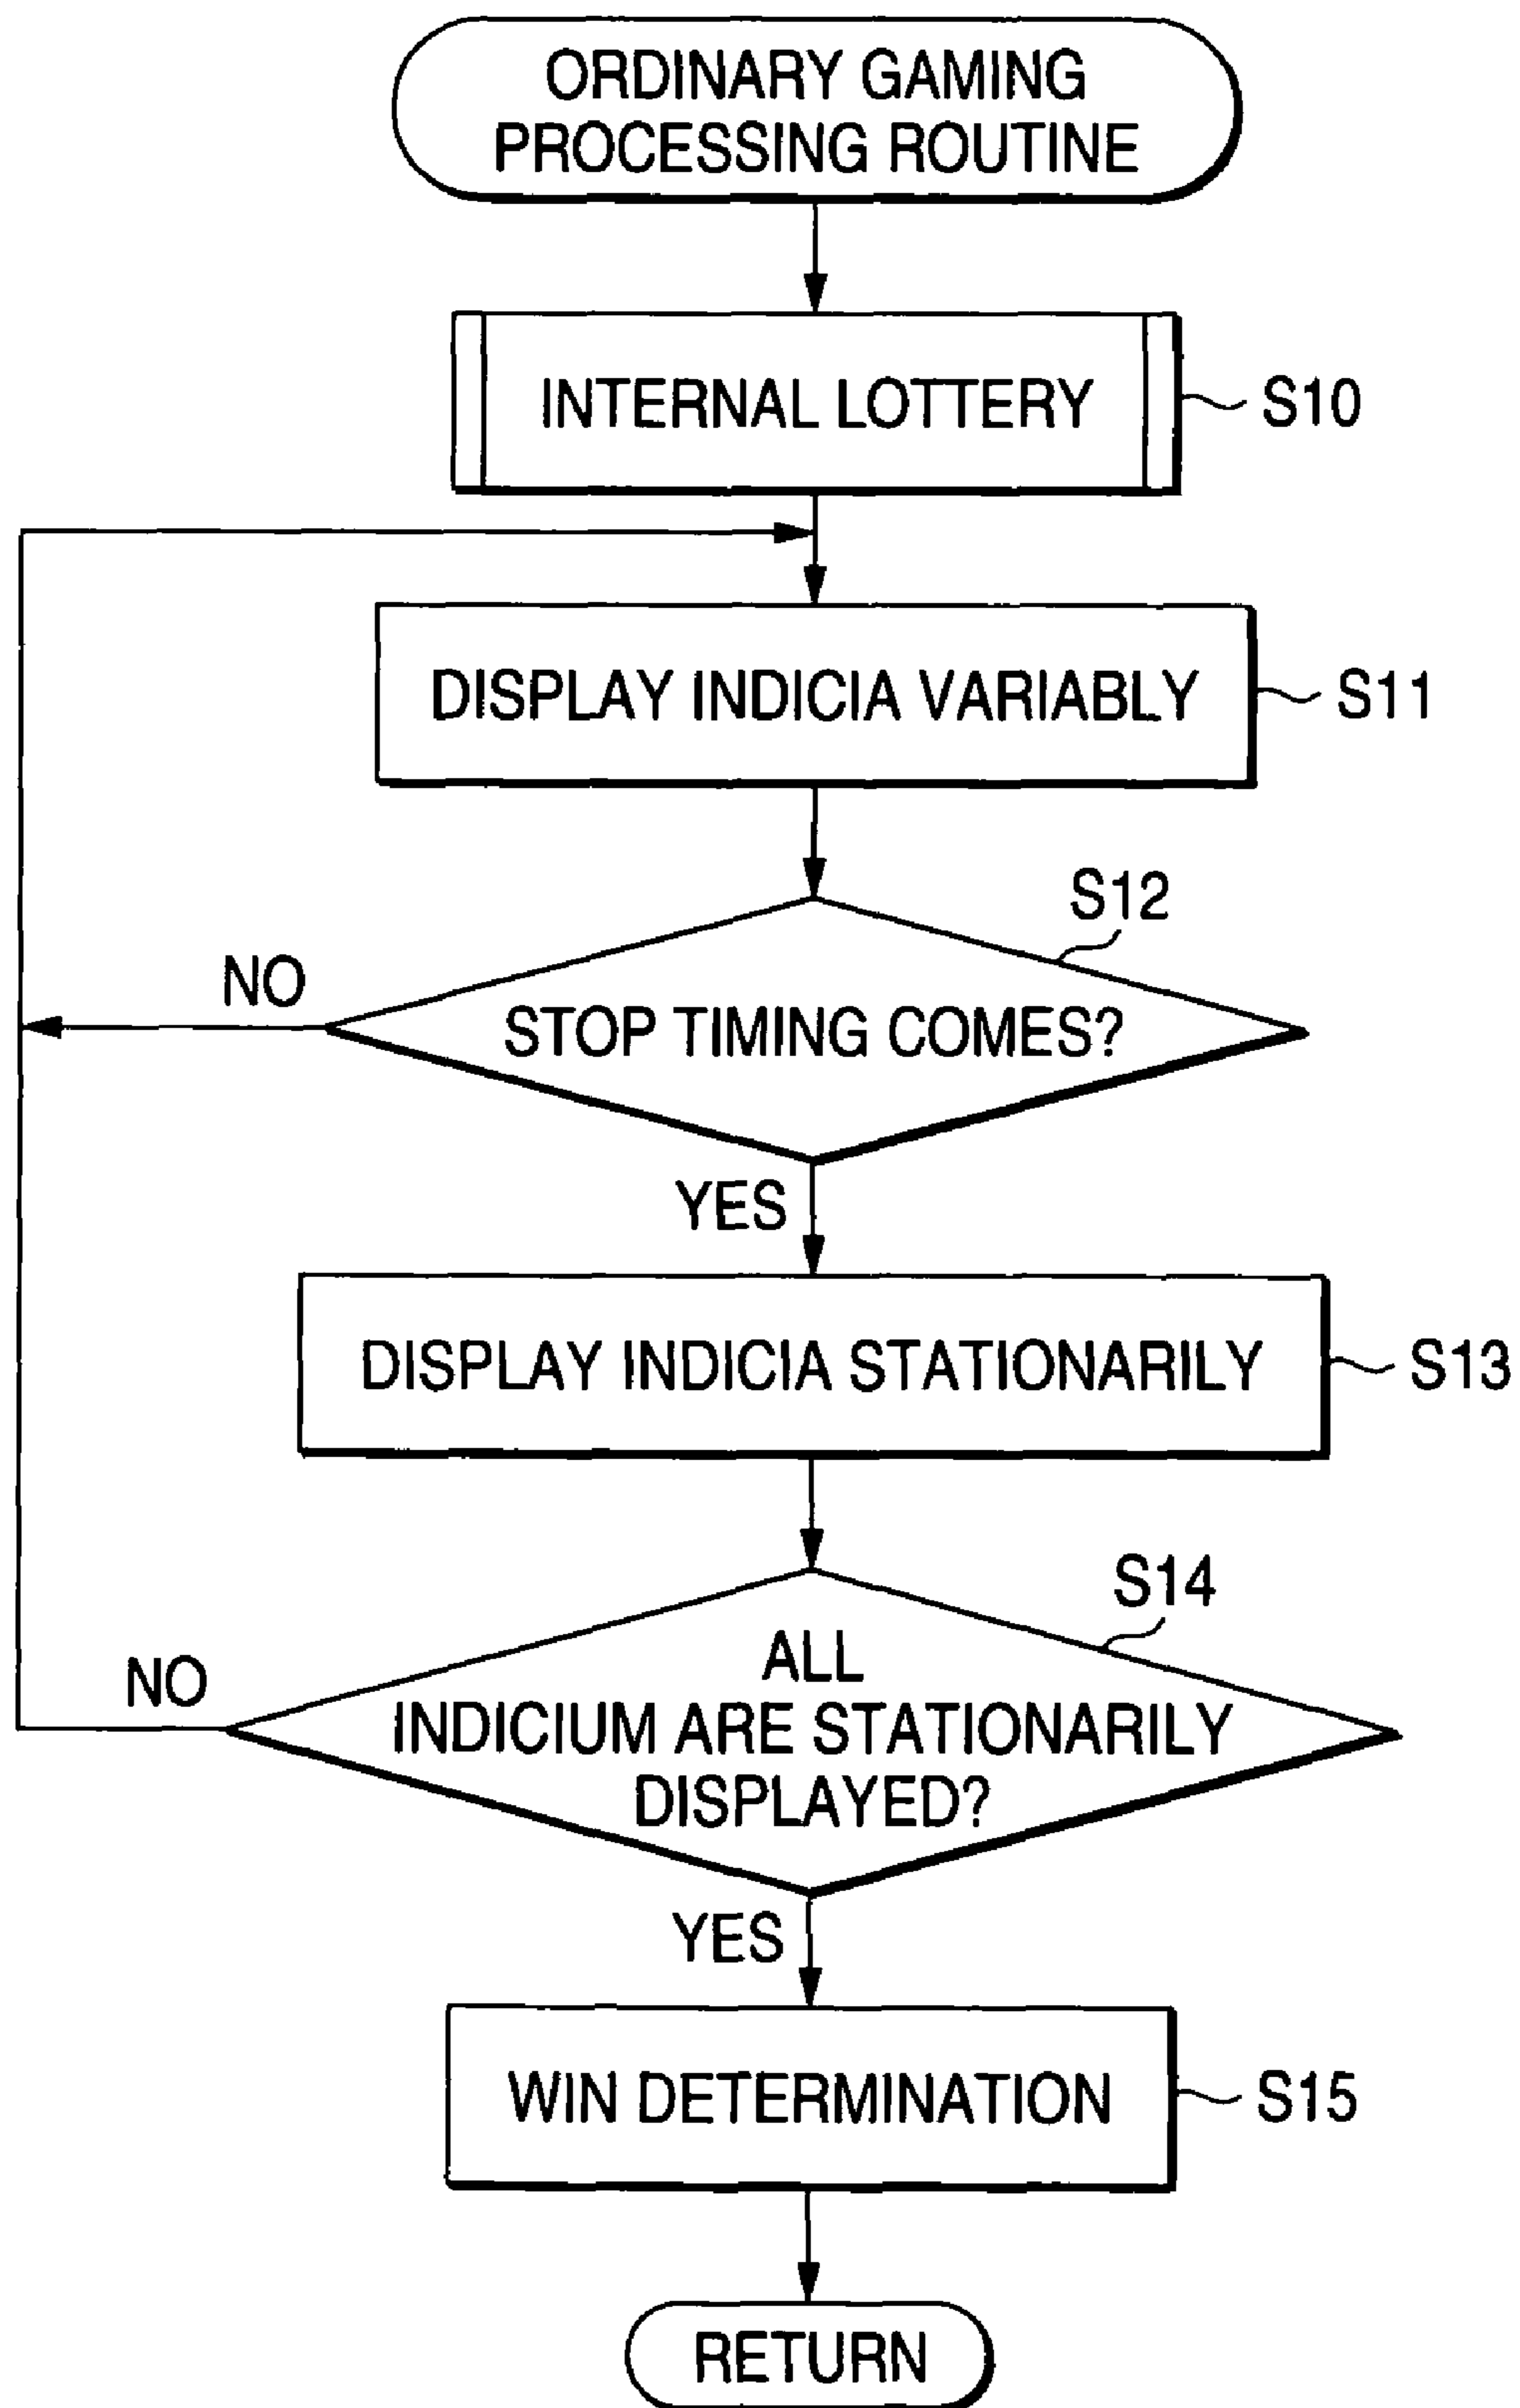 ORDINARY GAMING
PROCESSING ROUTINE
INTERNAL LOTTERY
S10
DISPLAY INDICIA VARIABLY
S11
S12
NO
STOP TIMING COMES?
YES
DISPLAY INDICIA STATIONARILY
S13
S14
NO
ALL
INDICIUM ARE STATIONARILY
DISPLAYED?
YES
WIN DETERMINATION
S15
RETURN